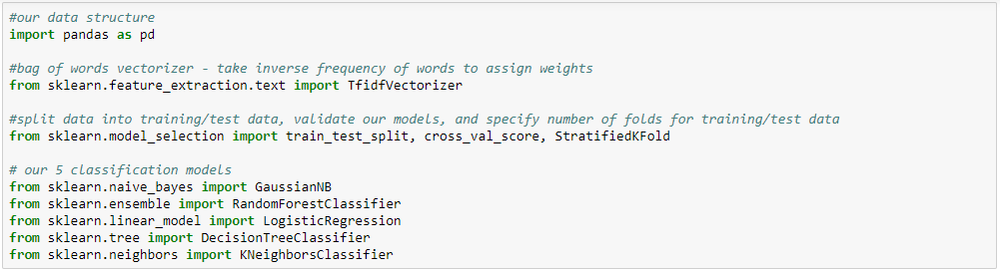 #our data structure
import pandas as pd
#bag of words vectorizer - take inverse frequency of words to assign weights
from sklearn.feature_extraction.text import TfidfVectorizer
#split data into training/test data, validate our models, and specify number of folds for training/test data
from sklearn.model_selection import train_test_split, cross_val_score, StratifiedKFold
# our 5 classification models
from sklearn.naive_bayes import GaussianNB
from sklearn.ensemble import RandomForestClassifier
from sklearn.linear_model import LogisticRegression
from sklearn.tree import DecisionTreeClassifier
from sklearn.neighbors import KNeighborsClassifier